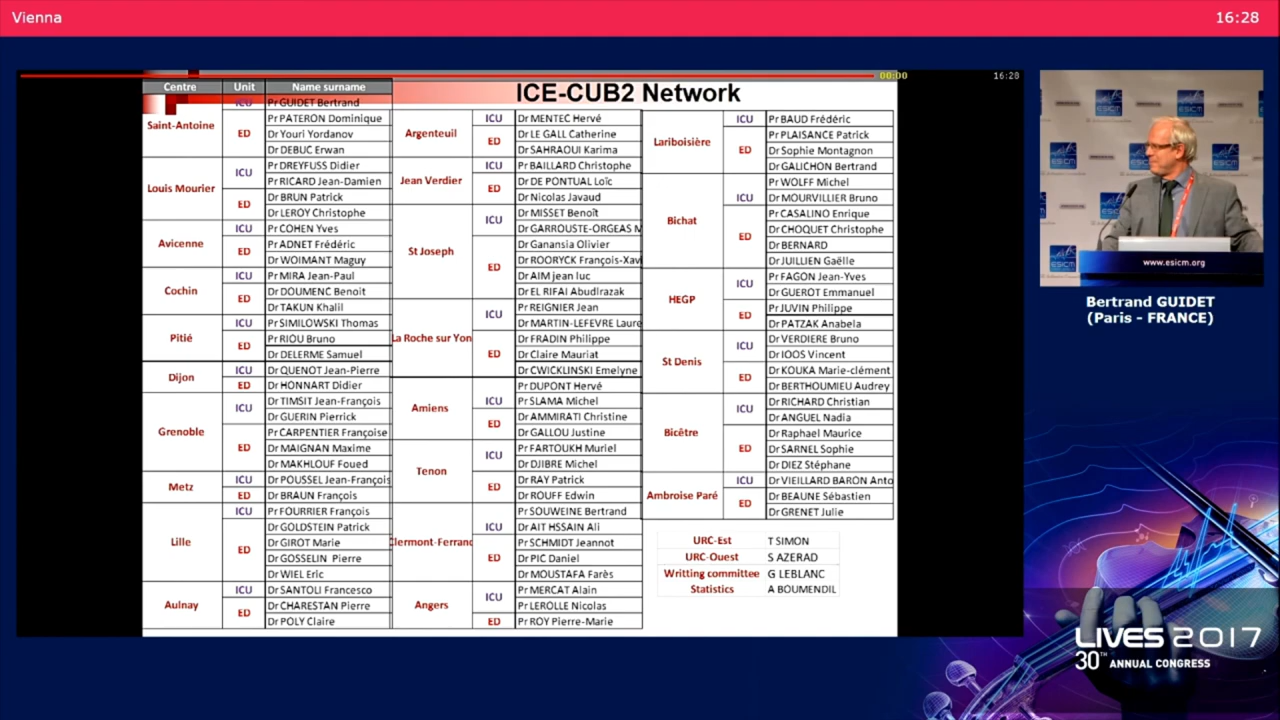 Vienna
16:28
00:00
16:28
ICE-CUB2 Network
Centre Unit Name surname
Saint-Antoine
ICU
Pr GUIDET Bertrand
ED
Pr PATERON Dominique
Dr Youri Yordanov
Dr DEBUC Erwan
Louis Mourier
ICU
Pr DREYFUSS Didier
Pr RICARD Jean-Damien
ED
Dr BRUN Patrick
Dr LEROY Christophe
Avicenne
ICU
Pr COHEN Yves
ED
Pr ADNET Frédéric
Dr WOIMANT Maguy
Cochin
ICU
Pr MIRA Jean-Paul
ED
Dr DOUMENC Benoit
Dr TAKUN Khalil
Pitié
ICU
Pr SIMILOWSKI Thomas
ED
Pr RIOU Bruno
Dr DELERME Samuel
Dijon
ICU
Dr QUENOT Jean-Pierre
ED
Dr HONNART Didier
Grenoble
ICU
Dr TIMSIT Jean-François
Dr GUERIN Pierrick
ED
Pr CARPENTIER Françoise
Dr MAIGNAN Maxime
Dr MAKHLOUF Foued
Metz
ICU
Dr POUSSEL Jean-François
ED
Dr BRAUN François
Lille
ICU
Pr FOURRIER François
ED
Dr GOLDSTEIN Patrick
Dr GIROT Marie
Dr GOSSELIN Pierre
Dr WIEL Eric
Aulnay
ICU
Dr SANTOLI Francesco
ED
Dr CHARESTAN Pierre
Dr POLY Claire
Argenteuil
ICU
Dr MENTEC Hervé
ED
Dr LE GALL Catherine
Dr SAHRAOUI Karima
Jean Verdier
ICU
Pr BAILLARD Christophe
ED
Dr DE PONTUAL Loïc
Dr Nicolas Javaud
St Joseph
ICU
Dr MISSET Benoît
Dr GARROUSTE-ORGEAS M
ED
Dr Ganansia Olivier
Dr ROORYCK François-Xavi
Dr AIM jean luc
Dr EL RIFAI Abudlrazak
La Roche sur Yon
ICU
Pr REIGNIER Jean
Dr MARTIN-LEFEVRE Laure
ED
Dr FRADIN Philippe
Dr Claire Mauriat
Dr CWICKLINSKI Emelyne
Amiens
ICU
Pr DUPONT Hervé
Pr SLAMA Michel
ED
Dr AMMIRATI Christine
Dr GALLOU Justine
Tenon
ICU
Pr FARTOUKH Muriel
Dr DJIBRE Michel
ED
Dr RAY Patrick
Dr ROUFF Edwin
Clermont-Ferrand
ICU
Pr SOUWEINE Bertrand
Dr AIT HSSAIN Ali
ED
Pr SCHMIDT Jeannot
Dr PIC Daniel
Dr MOUSTAFA Farès
Angers
ICU
Pr MERCAT Alain
Pr LEROLLE Nicolas
ED
Pr ROY Pierre-Marie
Lariboisière
ICU
Pr BAUD Frédéric
ED
Pr PLAISANCE Patrick
Dr Sophie Montagnon
Dr GALICHON Bertrand
Bichat
ICU
Pr WOLFF Michel
Dr MOURVILLIER Bruno
ED
Pr CASALINO Enrique
Dr CHOQUET Christophe
Dr BERNARD
Dr JUILLIEN Gaëlle
HEGP
ICU
Pr FAGON Jean-Yves
Dr GUEROT Emmanuel
ED
Pr JUVIN Philippe
Dr PATZAK Anabela
St Denis
ICU
Dr VERDIERE Bruno
Dr IOOS Vincent
ED
Dr KOUKA Marie-clément
Dr BERTHOUMIEU Audrey
Bicêtre
ICU
Dr RICHARD Christian
Dr ANGUEL Nadia
ED
Dr Raphael Maurice
Dr SARNEL Sophie
Dr DIEZ Stéphane
Ambroise Paré
ICU
Dr VIEILLARD BARON Anto
ED
Dr BEAUNE Sébastien
Dr GRENET Julie
URC-Est T SIMON
URC-Ouest S AZERAD
Writting committee G LEBLANC
Statistics A BOUMENDIL
ESICM
www.esicm.org
Bertrand GUIDET
(Paris - FRANCE)
LIVES 2017
30TH ANNUAL CONGRESS